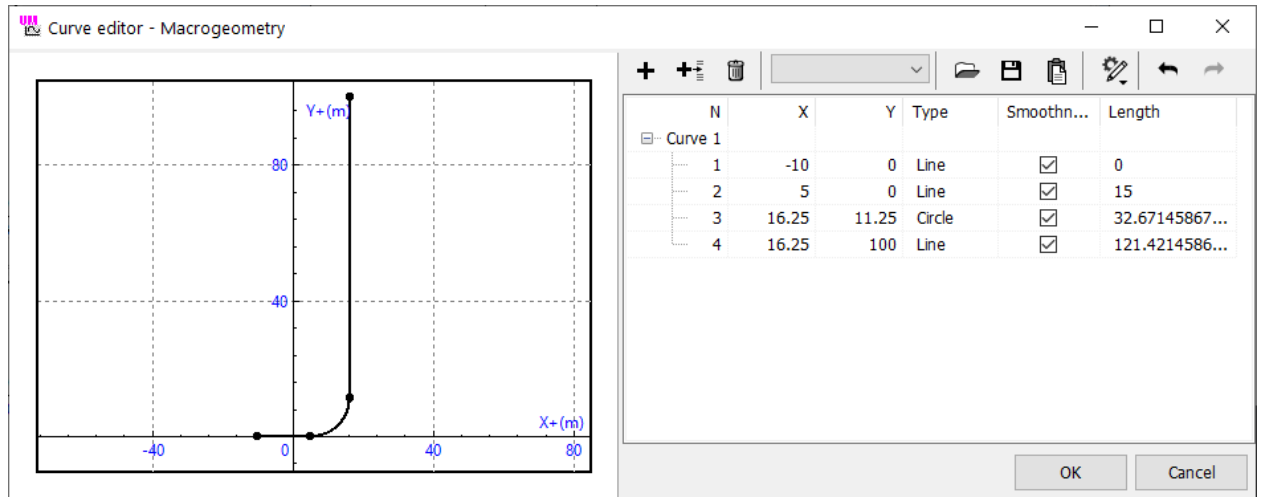 UM
Curve editor - Macrogeometry
Y+(m)
80
40
X+(m)
-40 0 40 80
N X Y Type Smoothn... Length
Curve 1
1 -10 0 Line 0
2 5 0 Line 15
3 16.25 11.25 Circle 32.67145867...
4 16.25 100 Line 121.4214586...
OK Cancel